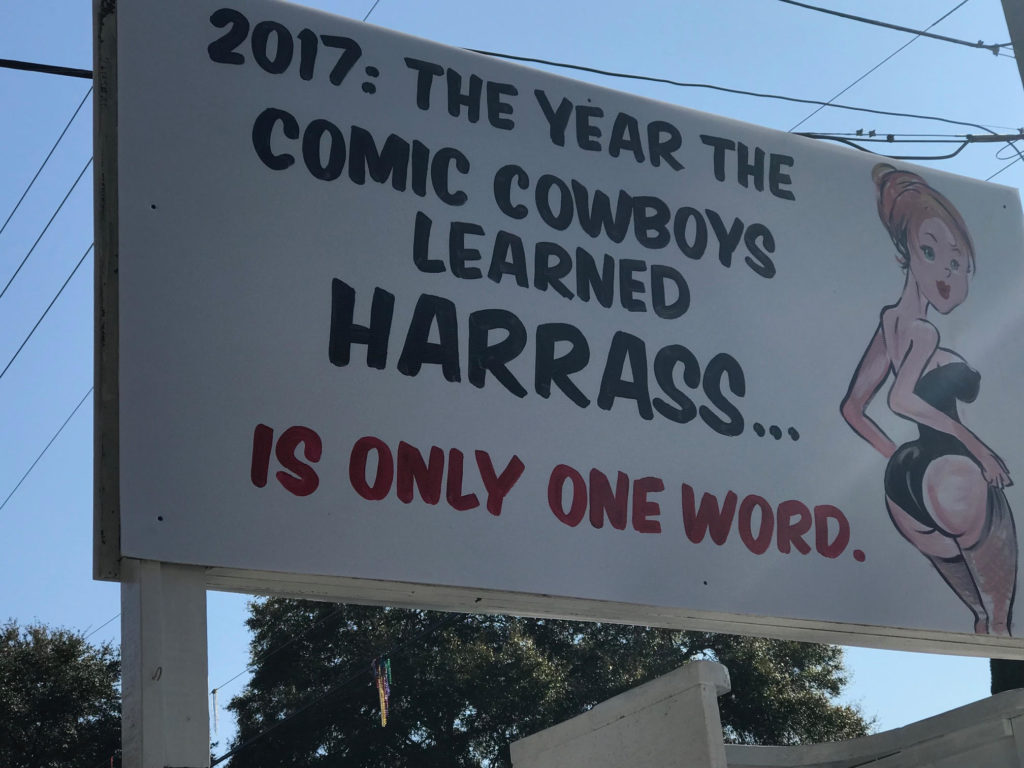 2017: THE YEAR THE
COMIC COWBOYS
LEARNED
HARRASS...
IS ONLY ONE WORD.